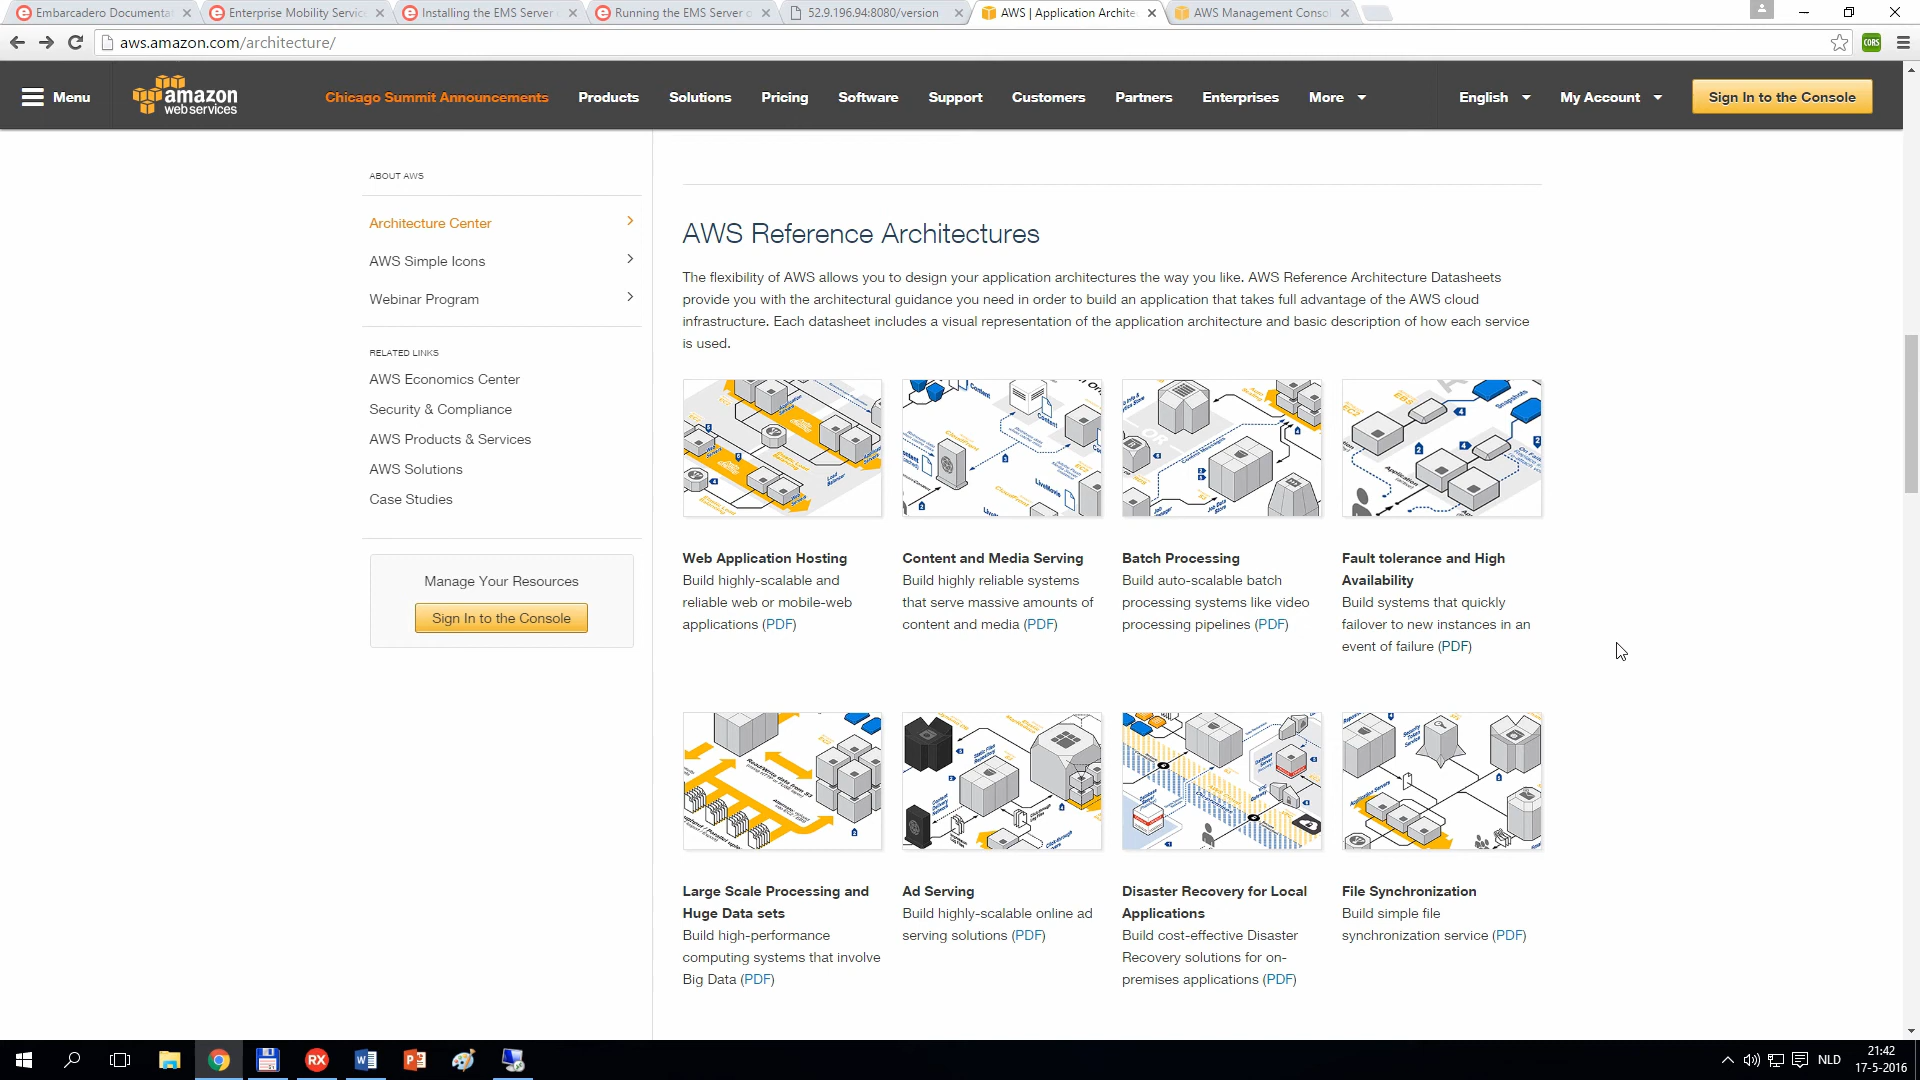 Embarcadero Documenta
Enterprise Mobility Service
Installing the EMS Server
Running the EMS Server
52.9.196.94:8080/version
AWS | Application Archite
AWS Management Conso
aws.amazon.com/architecture/
CORS
Menu
amazon
web services
Chicago Summit Announcements
Products
Solutions
Pricing
Software
Support
Customers
Partners
Enterprises
More
English
My Account
Sign In to the Console
ABOUT AWS
Architecture Center
AWS Simple Icons
Webinar Program
RELATED LINKS
AWS Economics Center
Security & Compliance
AWS Products & Services
AWS Solutions
Case Studies
Manage Your Resources
Sign In to the Console
AWS Reference Architectures
The flexibility of AWS allows you to design your application architectures the way you like. AWS Reference Architecture Datasheets
provide you with the architectural guidance you need in order to build an application that takes full advantage of the AWS cloud
infrastructure. Each datasheet includes a visual representation of the application architecture and basic description of how each service
is used.
Web Application Hosting
Build highly-scalable and
reliable web or mobile-web
applications (PDF)
Content and Media Serving
Build highly reliable systems
that serve massive amounts of
content and media (PDF)
Batch Processing
Build auto-scalable batch
processing systems like video
processing pipelines (PDF)
Fault tolerance and High
Availability
Build systems that quickly
failover to new instances in an
event of failure (PDF)
Large Scale Processing and
Huge Data sets
Build high-performance
computing systems that involve
Big Data (PDF)
Ad Serving
Build highly-scalable online ad
serving solutions (PDF)
Disaster Recovery for Local
Applications
Build cost-effective Disaster
Recovery solutions for on-
premises applications (PDF)
File Synchronization
Build simple file
synchronization service (PDF)
RX
NLD
21:42
17-5-2016